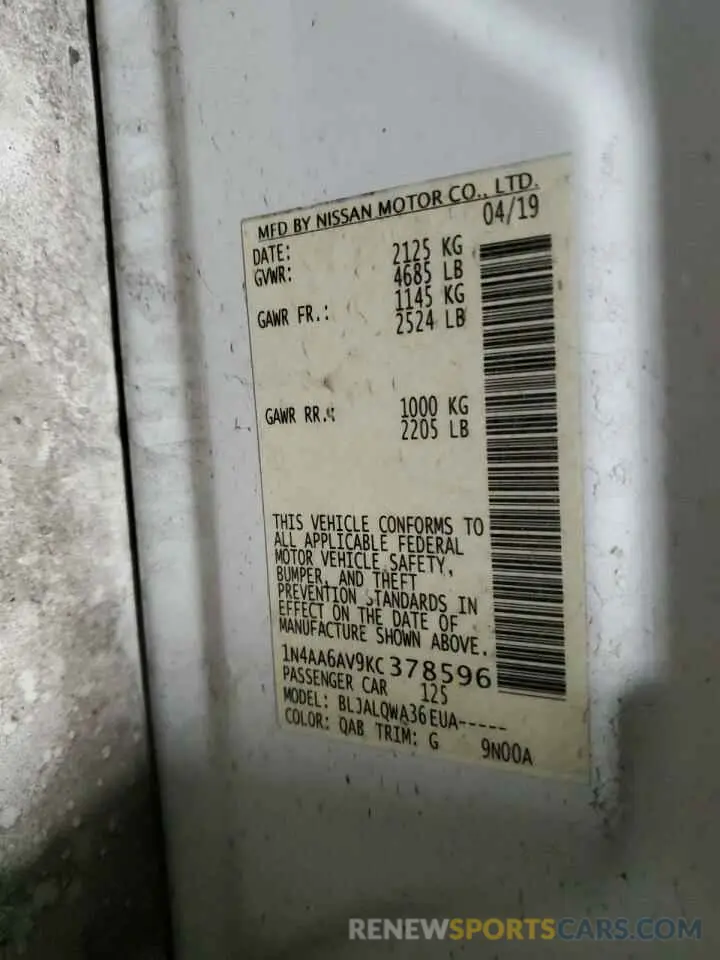 MFD BY NISSAN MOTOR CO., LTD.
DATE: 04/19
GVWR: 2125 KG
4685 LB
GAWR FR.: 1145 KG
2524 LB
GAWR RR.: 1000 KG
2205 LB
THIS VEHICLE CONFORMS TO
ALL APPLICABLE FEDERAL
MOTOR VEHICLE SAFETY,
BUMPER, AND THEFT
PREVENTION STANDARDS IN
EFFECT ON THE DATE OF
MANUFACTURE SHOWN ABOVE.
1N4AA6AV9KC378596
PASSENGER CAR 125
MODEL: BLJALQWA36EUA-----
COLOR: QAB TRIM: G 9N00A
RENEWSPORTSCARS.COM